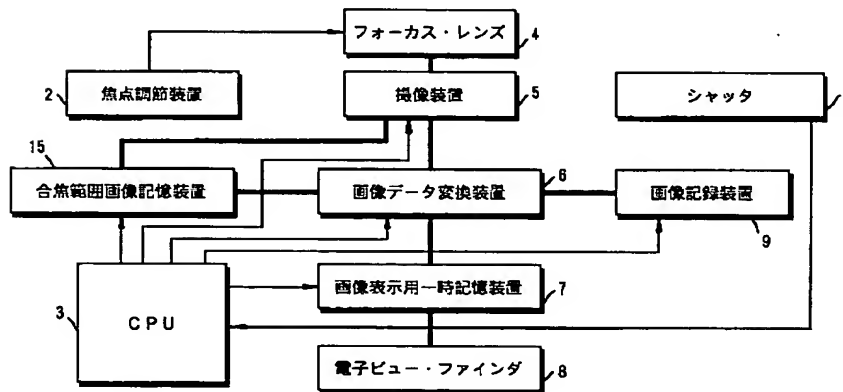 フォーカス・レンズ
4
2
焦点調節装置
撮像装置
5
シャッタ
15
合焦範囲画像記憶装置
画像データ変換装置
6
画像記録装置
9
3
CPU
画像表示用一時記憶装置
7
電子ビュー・ファインダ
8